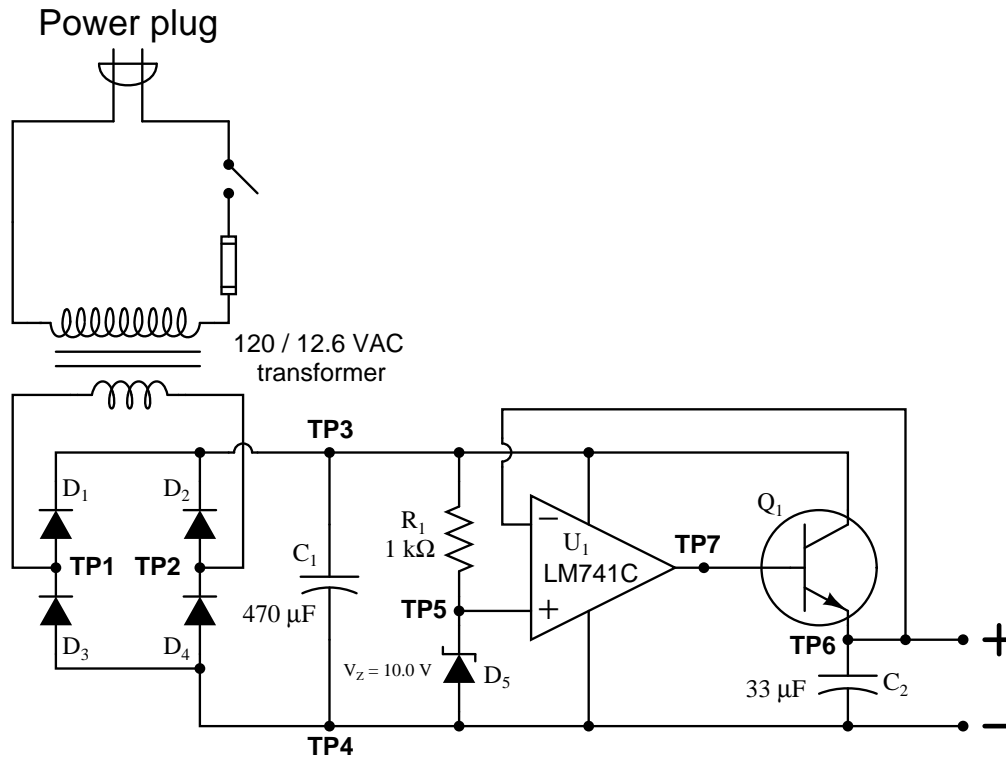 Power plug
120 / 12.6 VAC
transformer
TP3
D1
D2
R1
1 kΩ
−
U1
LM741C
TP7
Q1
TP1
TP2
C1
470 µF
TP5
+
D3
D4
VZ = 10.0 V
D5
TP6
+
33 µF
C2
TP4
−